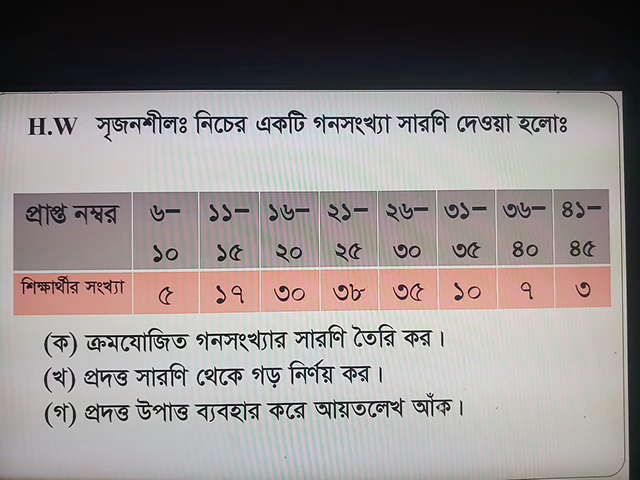 H.W সৃজনশীলঃ নিচের একটি গনসংখ্যা সারণি দেওয়া হলোঃ
প্রাপ্ত নম্বর ৬– ১১– ১৬– ২১– ২৬– ৩১– ৩৬– ৪১–
১০ ১৫ ২০ ২৫ ৩০ ৩৫ ৪০ ৪৫
শিক্ষার্থীর সংখ্যা ৫ ১৭ ৩০ ৩৮ ৩৫ ১০ ৭ ৩
(ক) ক্রমযোজিত গনসংখ্যার সারণি তৈরি কর।
(খ) প্রদত্ত সারণি থেকে গড় নির্ণয় কর।
(গ) প্রদত্ত উপাত্ত ব্যবহার করে আয়তলেখ আঁক।